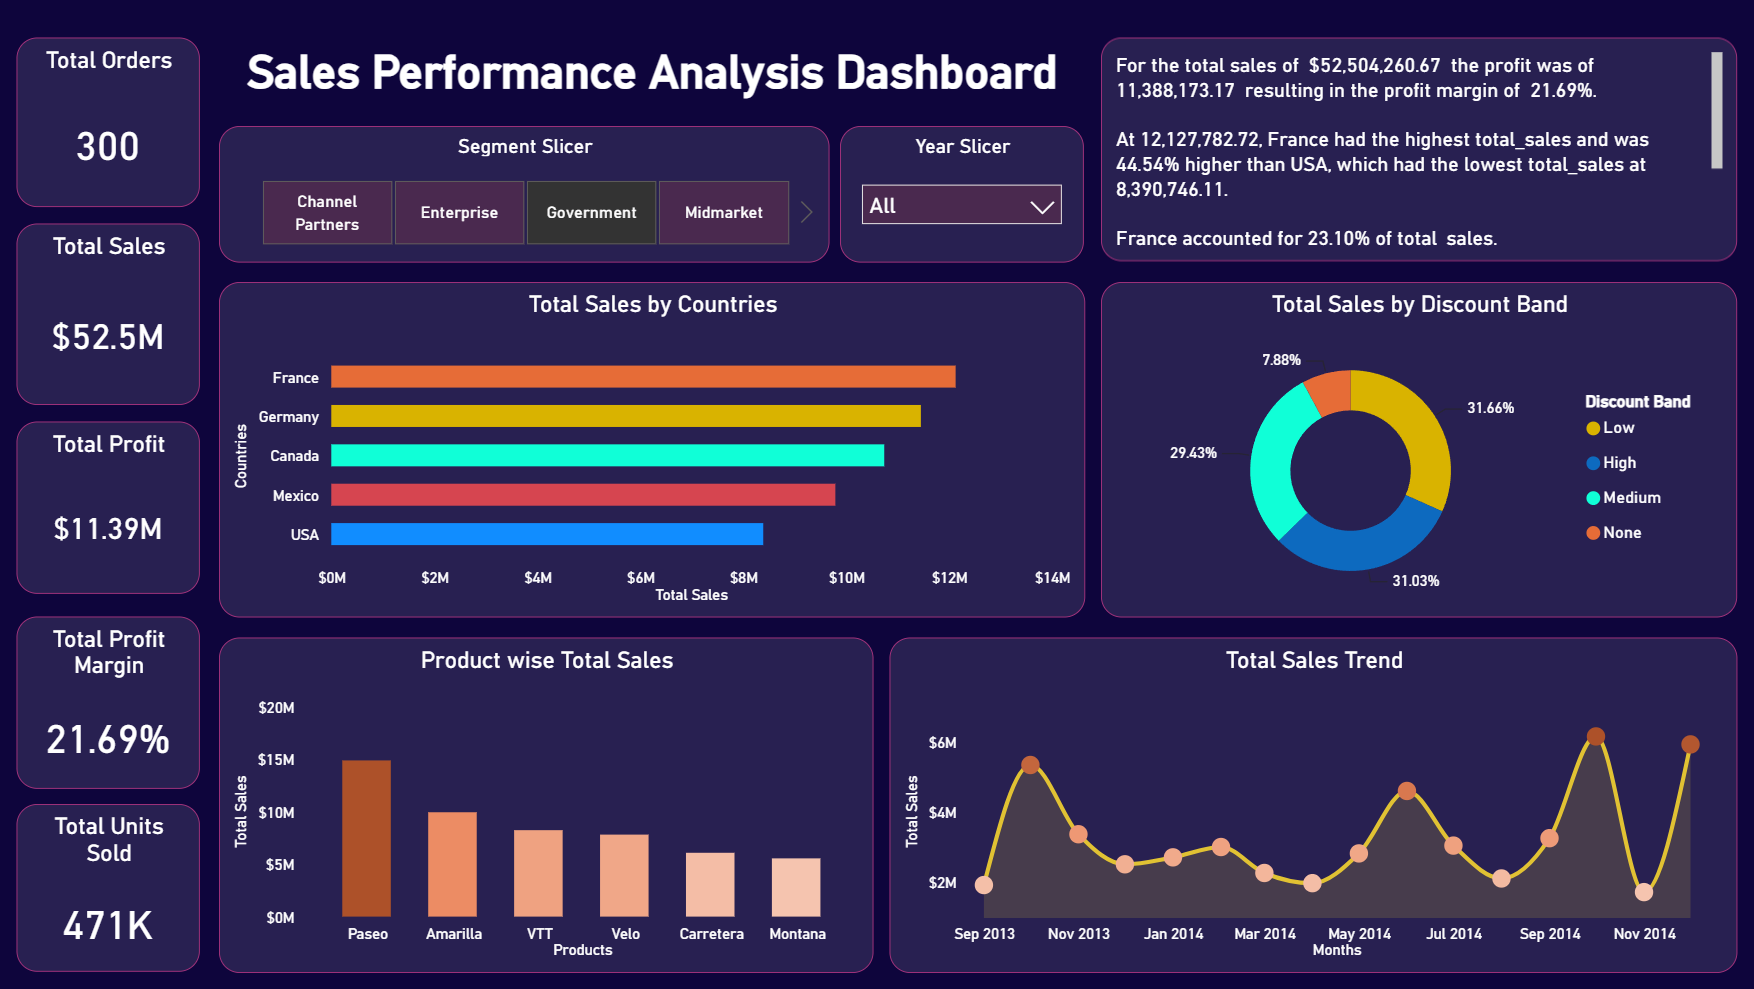 Sales Performance Analysis Dashboard
Total Orders
300
Total Sales
$52.5M
Total Profit
$11.39M
Total Profit
Margin
21.69%
Total Units
Sold
471K
Segment Slicer
Channel
Partners
Enterprise
Government
Midmarket
Year Slicer
All
For the total sales of $52,504,260.67 the profit was of
11,388,173.17 resulting in the profit margin of 21.69%.
At 12,127,782.72, France had the highest total_sales and was
44.54% higher than USA, which had the lowest total_sales at
8,390,746.11.
France accounted for 23.10% of total sales.
Total Sales by Countries
Countries
France
Germany
Canada
Mexico
USA
$0M
$2M
$4M
$6M
$8M
$10M
$12M
$14M
Total Sales
Total Sales by Discount Band
7.88%
31.66%
29.43%
31.03%
Discount Band
Low
High
Medium
None
Product wise Total Sales
Total Sales
$20M
$15M
$10M
$5M
$0M
Paseo
Amarilla
VTT
Velo
Carretera
Montana
Products
Total Sales Trend
Total Sales
$6M
$4M
$2M
Sep 2013
Nov 2013
Jan 2014
Mar 2014
May 2014
Jul 2014
Sep 2014
Nov 2014
Months